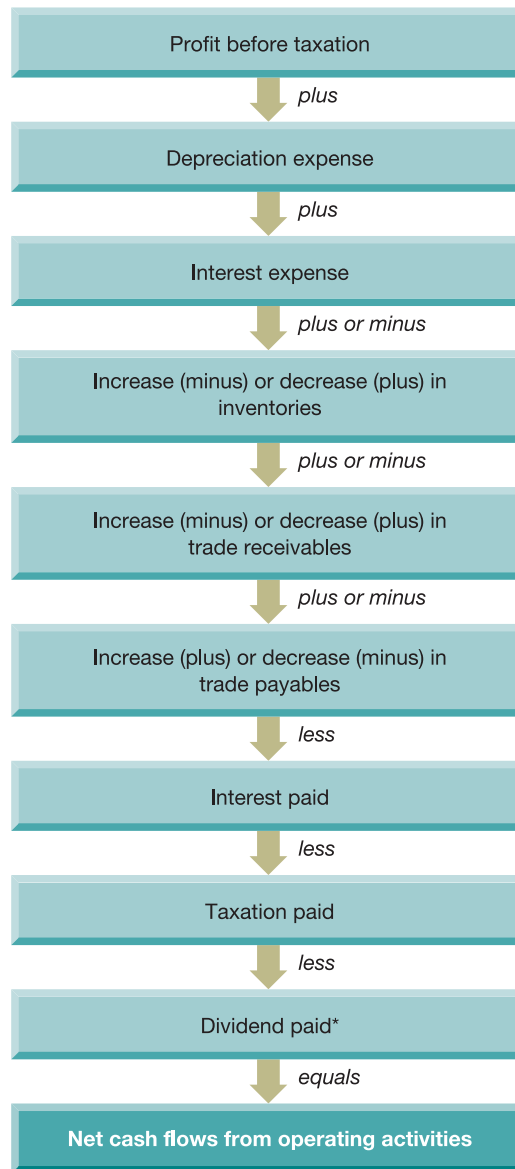 Profit before taxation
plus
Depreciation expense
plus
Interest expense
plus or minus
Increase (minus) or decrease (plus) in
inventories
plus or minus
Increase (minus) or decrease (plus) in
trade receivables
plus or minus
Increase (plus) or decrease (minus) in
trade payables
less
Interest paid
less
Taxation paid
less
Dividend paid*
equals
Net cash flows from operating activities